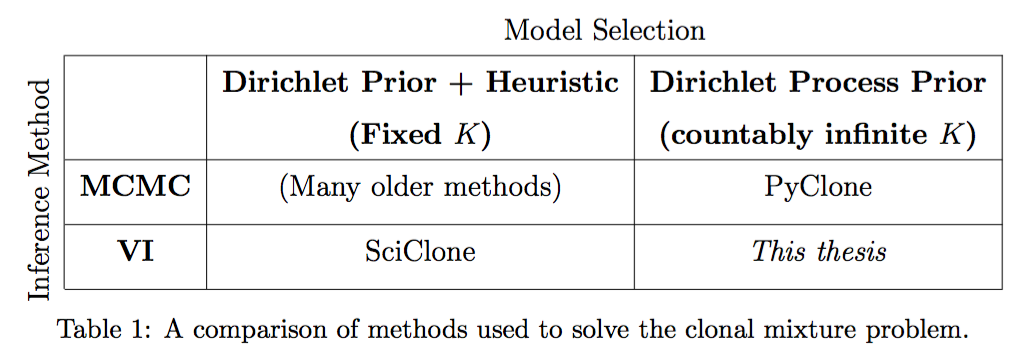 Model Selection
Inference Method
Dirichlet Prior + Heuristic Dirichlet Process Prior
(Fixed K) (countably infinite K)
MCMC (Many older methods) PyClone
VI SciClone This thesis
Table 1: A comparison of methods used to solve the clonal mixture problem.